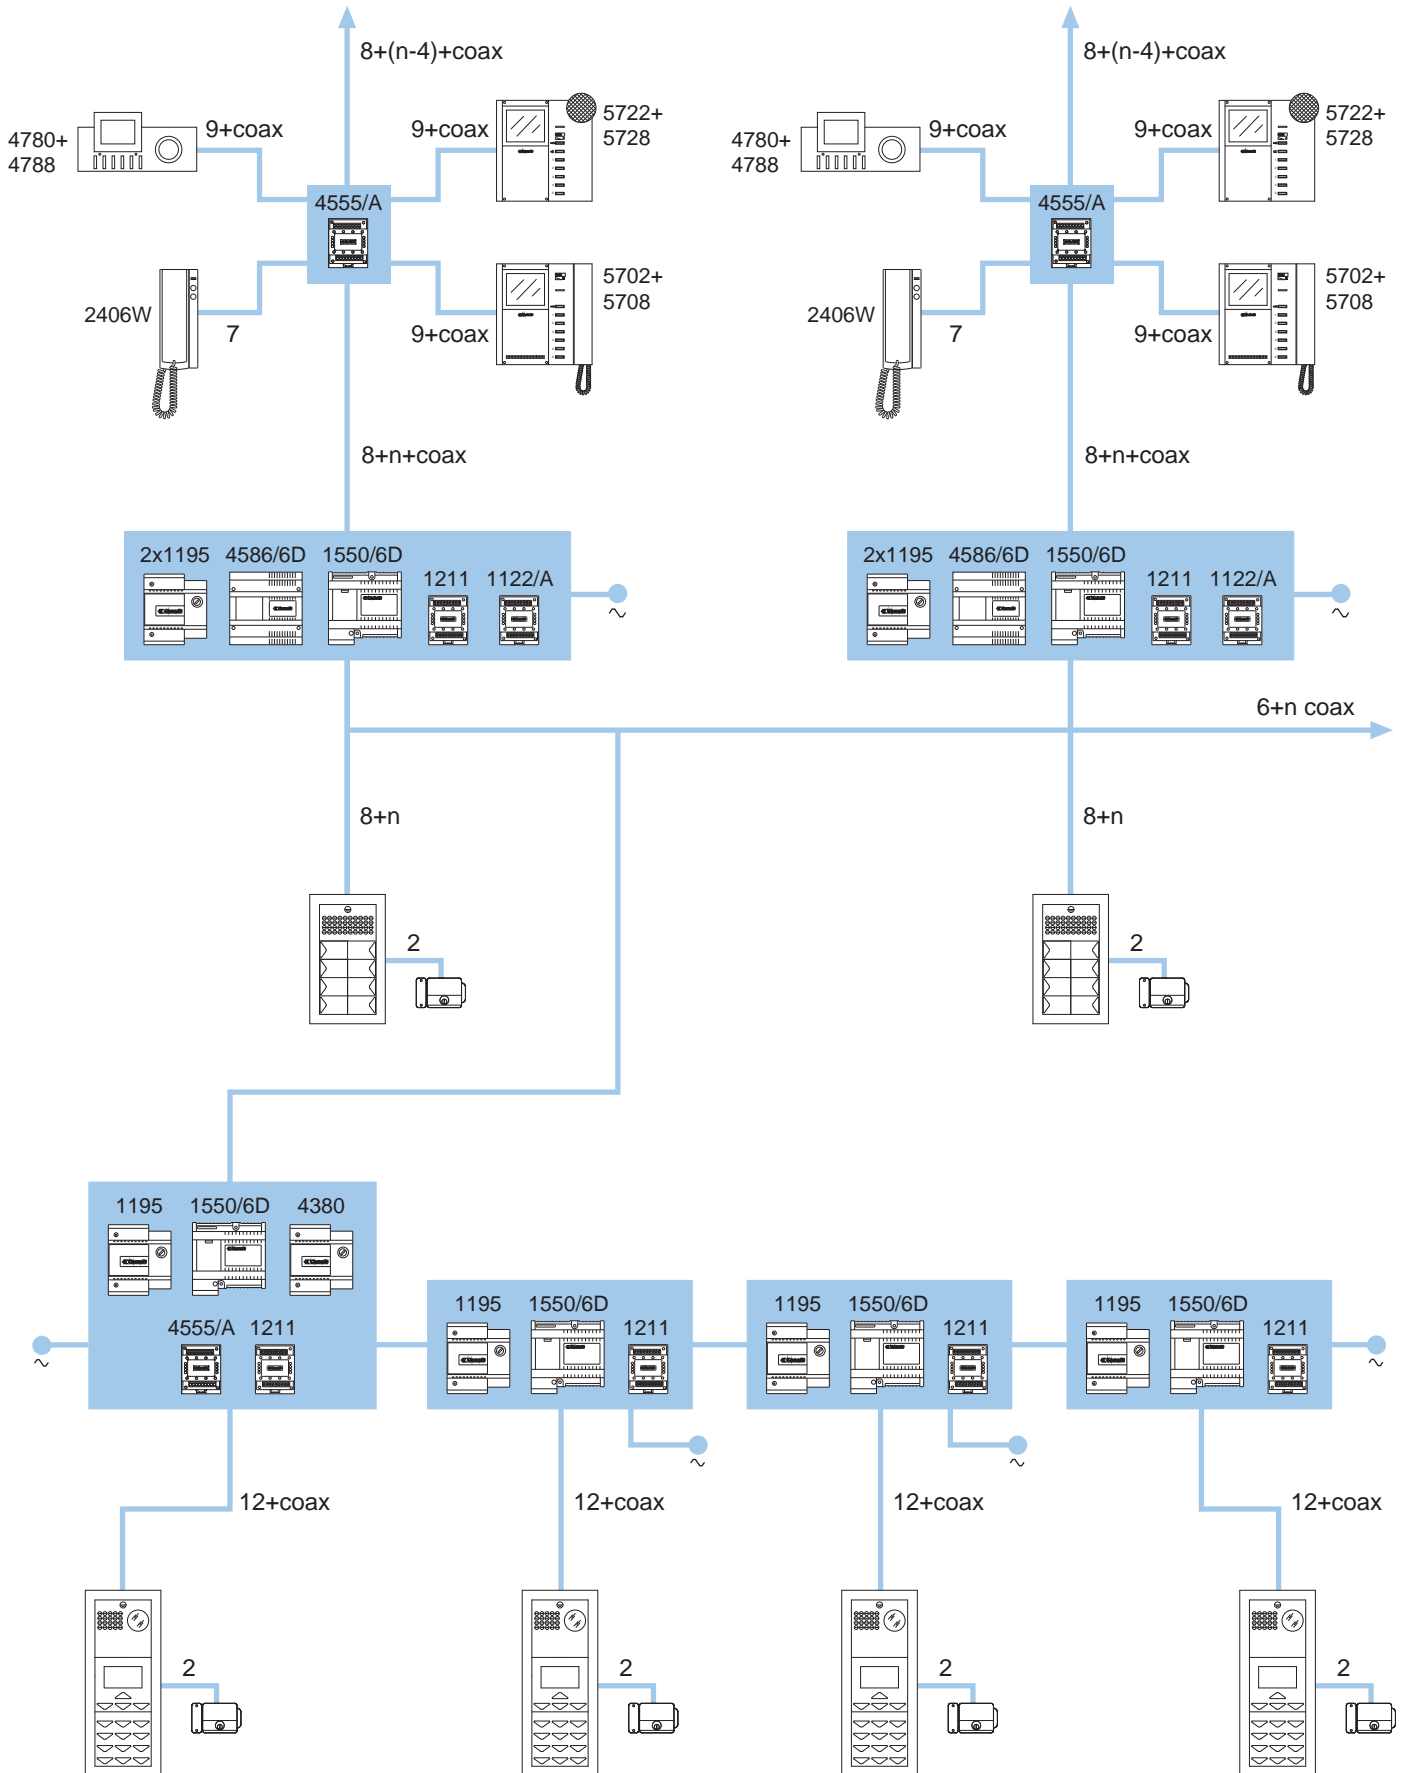 8+(n-4)+coax
8+(n-4)+coax
4780+
4788
9+coax
9+coax
5722+
5728
4780+
4788
9+coax
9+coax
5722+
5728
4555/A
4555/A
2406W
7
9+coax
5702+
5708
2406W
7
9+coax
5702+
5708
8+n+coax
8+n+coax
2x1195 4586/6D 1550/6D 1211 1122/A
~
2x1195 4586/6D 1550/6D 1211 1122/A
~
6+n coax
8+n
8+n
2
2
1195 1550/6D 4380
4555/A 1211
~
1195 1550/6D 1211
~
1195 1550/6D 1211
~
1195 1550/6D 1211
~
12+coax
12+coax
12+coax
12+coax
2
2
2
2